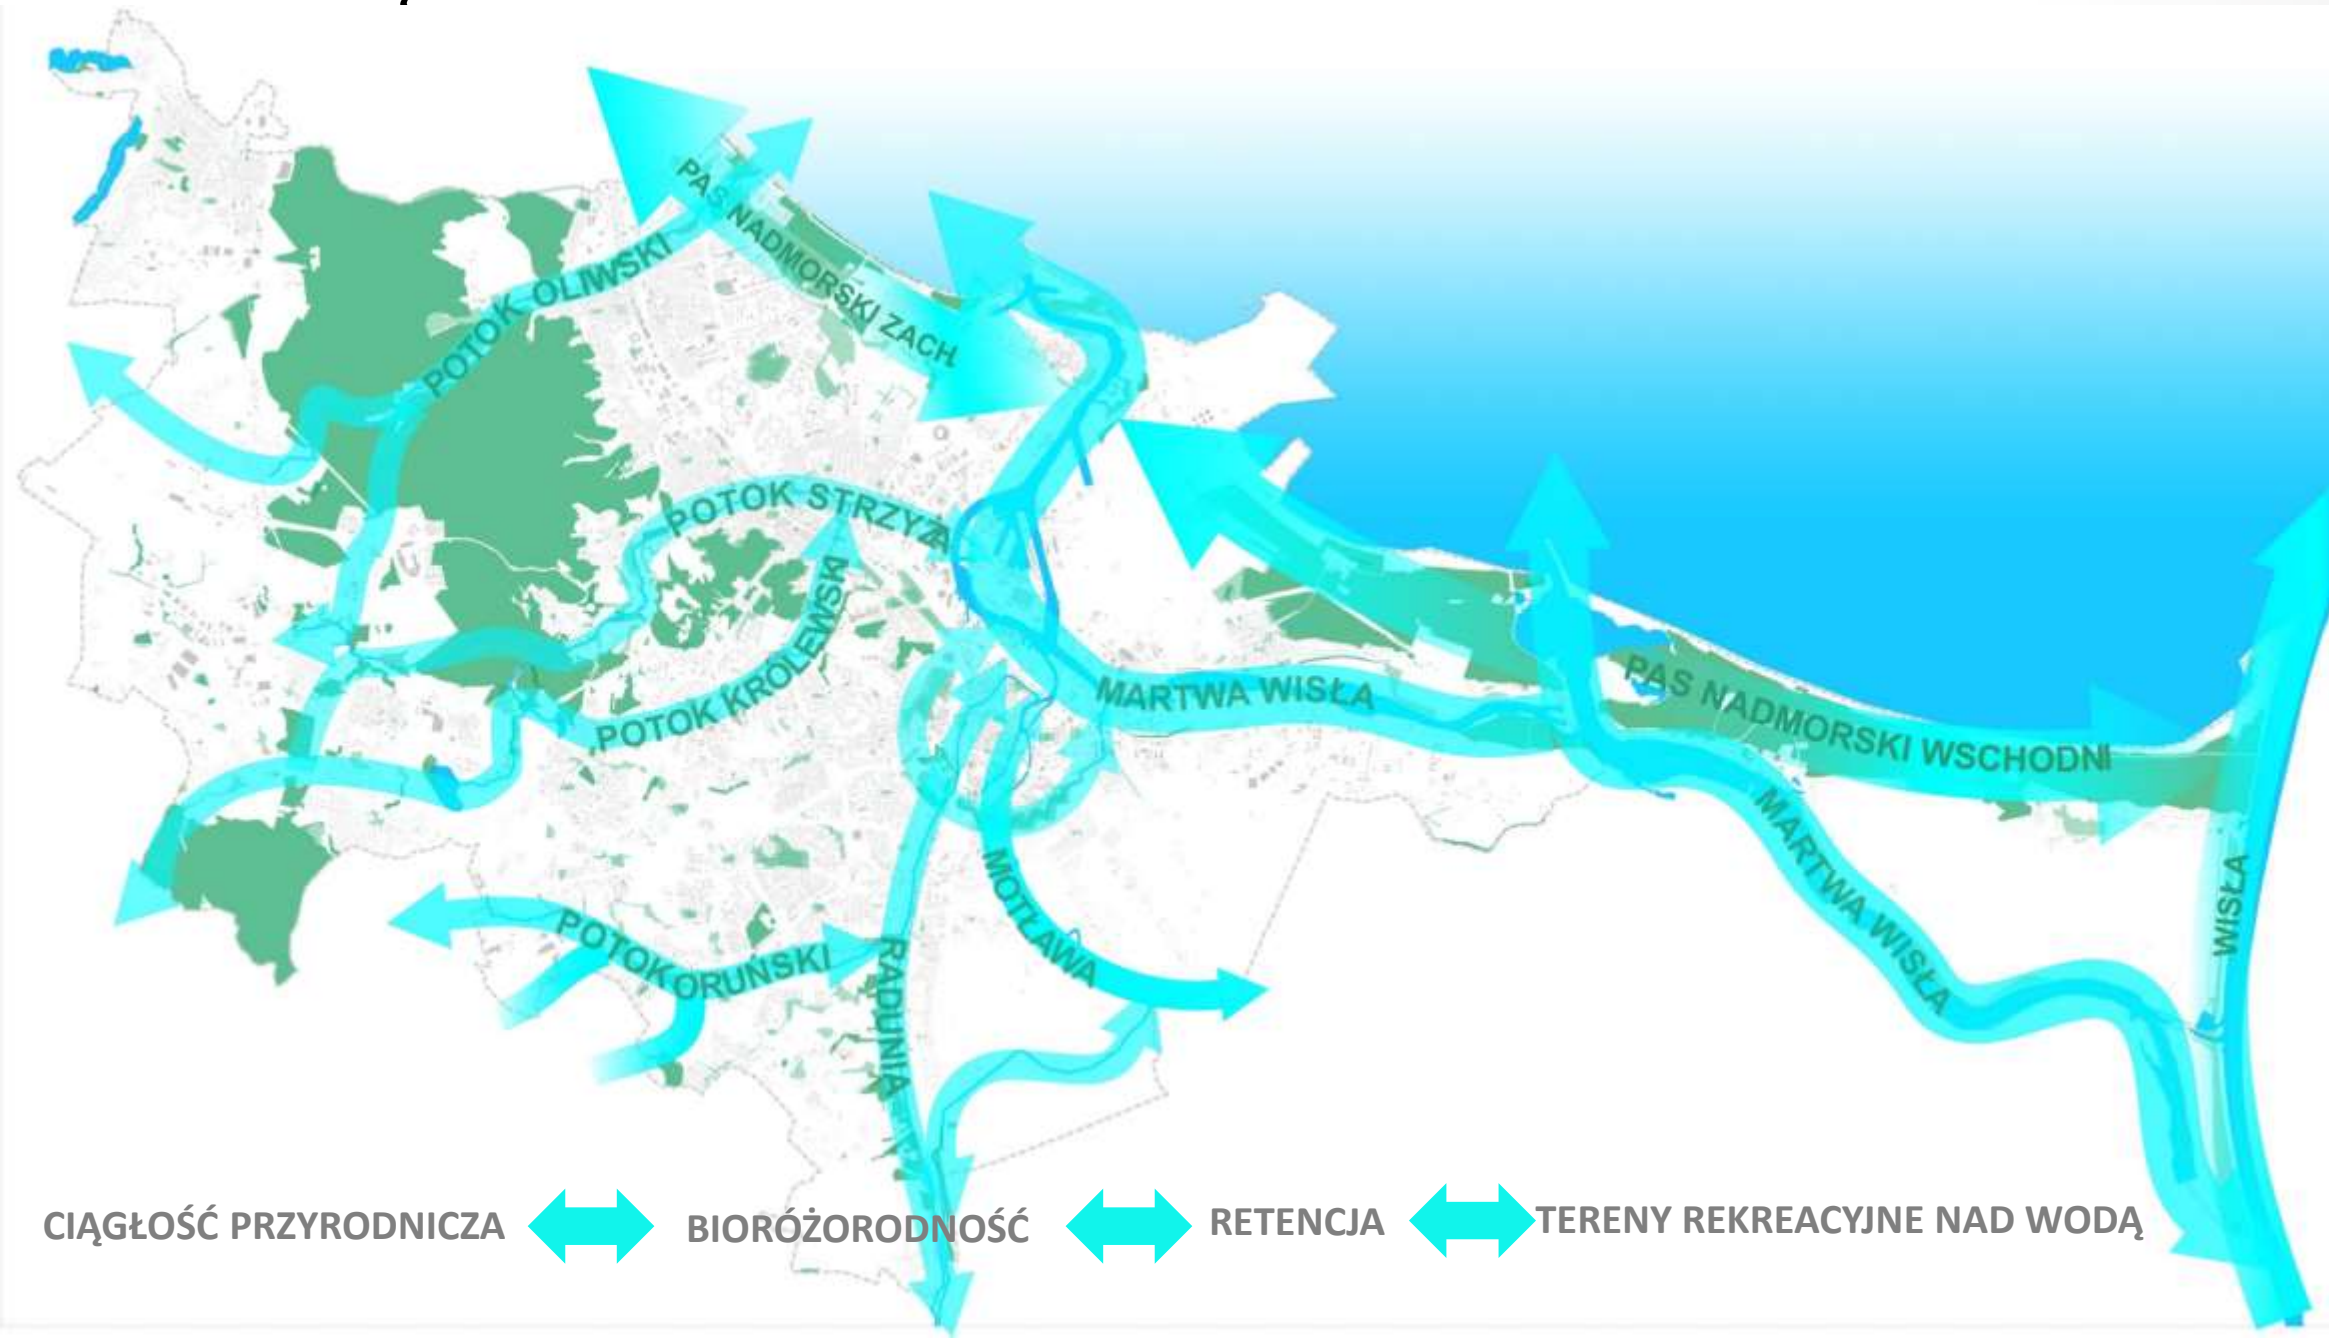 PAS NADMORSKI ZACH.
POTOK OLIWSKI
POTOK STRZYŻA
POTOK KRÓLEWSKI
MARTWA WISŁA
PAS NADMORSKI WSCHODNI
MARTWA WISŁA
WISŁA
MOTŁAWA
POTOK ORUŃSKI
RADUNIA
CIĄGŁOŚĆ PRZYRODNICZA BIORÓŻORODNOŚĆ RETENCJA TERENY REKREACYJNE NAD WODĄ